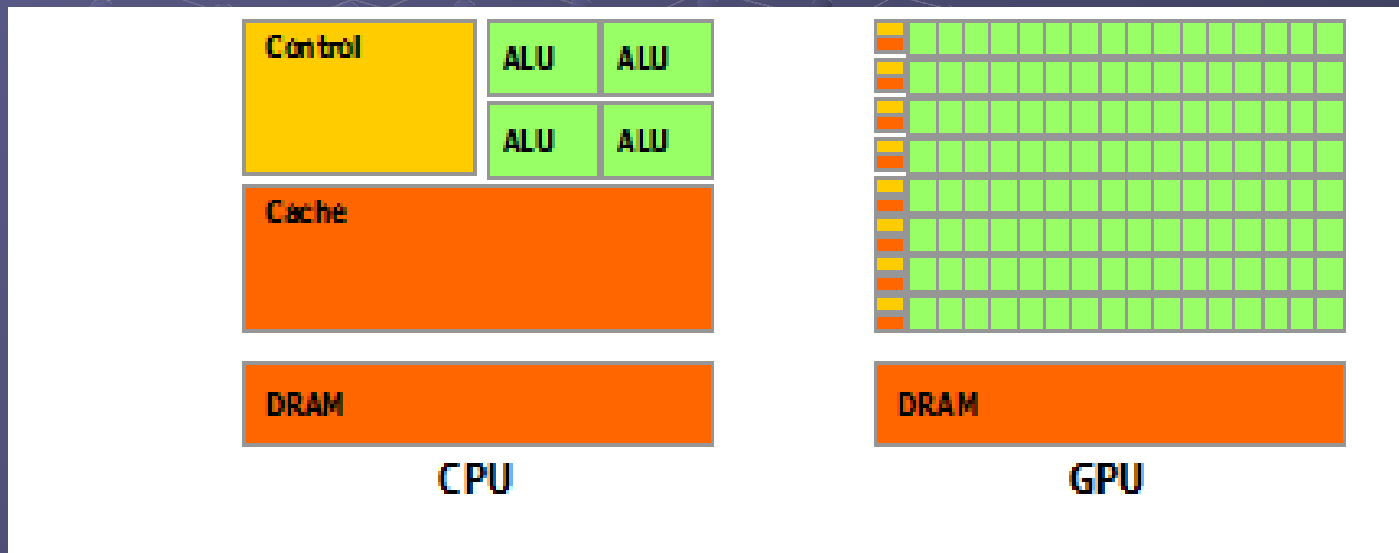 Control
ALU ALU
ALU ALU
Cache
DRAM
CPU
DRAM
GPU